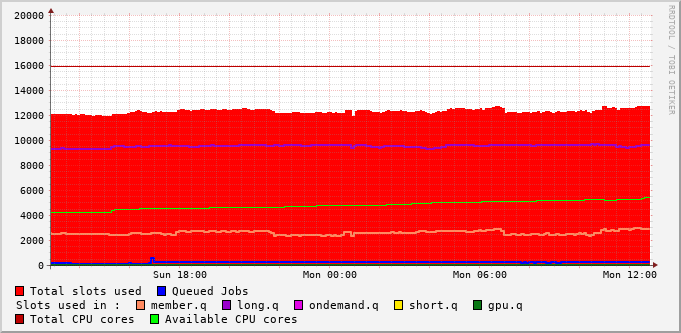 20000
18000
16000
14000
12000
10000
8000
6000
4000
2000
0
Sun 18:00 Mon 00:00 Mon 06:00 Mon 12:00
RRDTOOL / TOBI OETIKER
Total slots used Queued Jobs
Slots used in : member.q long.q ondemand.q short.q gpu.q
Total CPU cores Available CPU cores